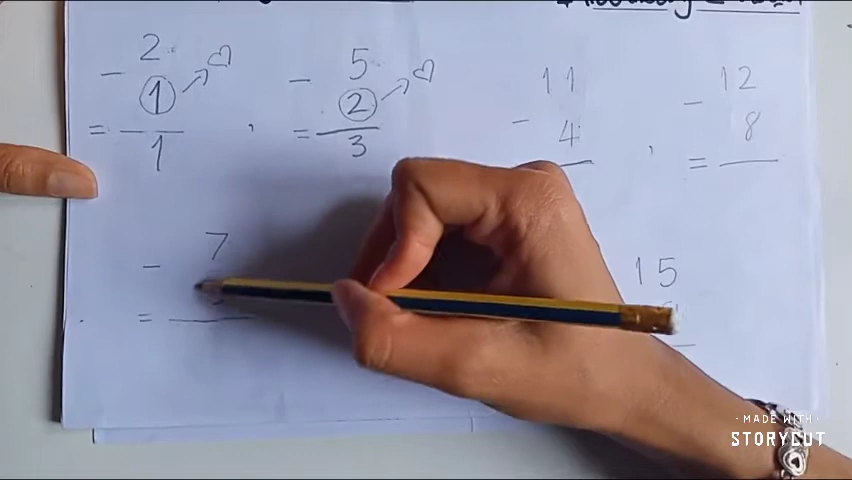 2 5 11 12
- 1 - 2 - 4 - 8
= 1 , = 3 , =
7 15
-
=
- MADE WITH -
STORYCUT